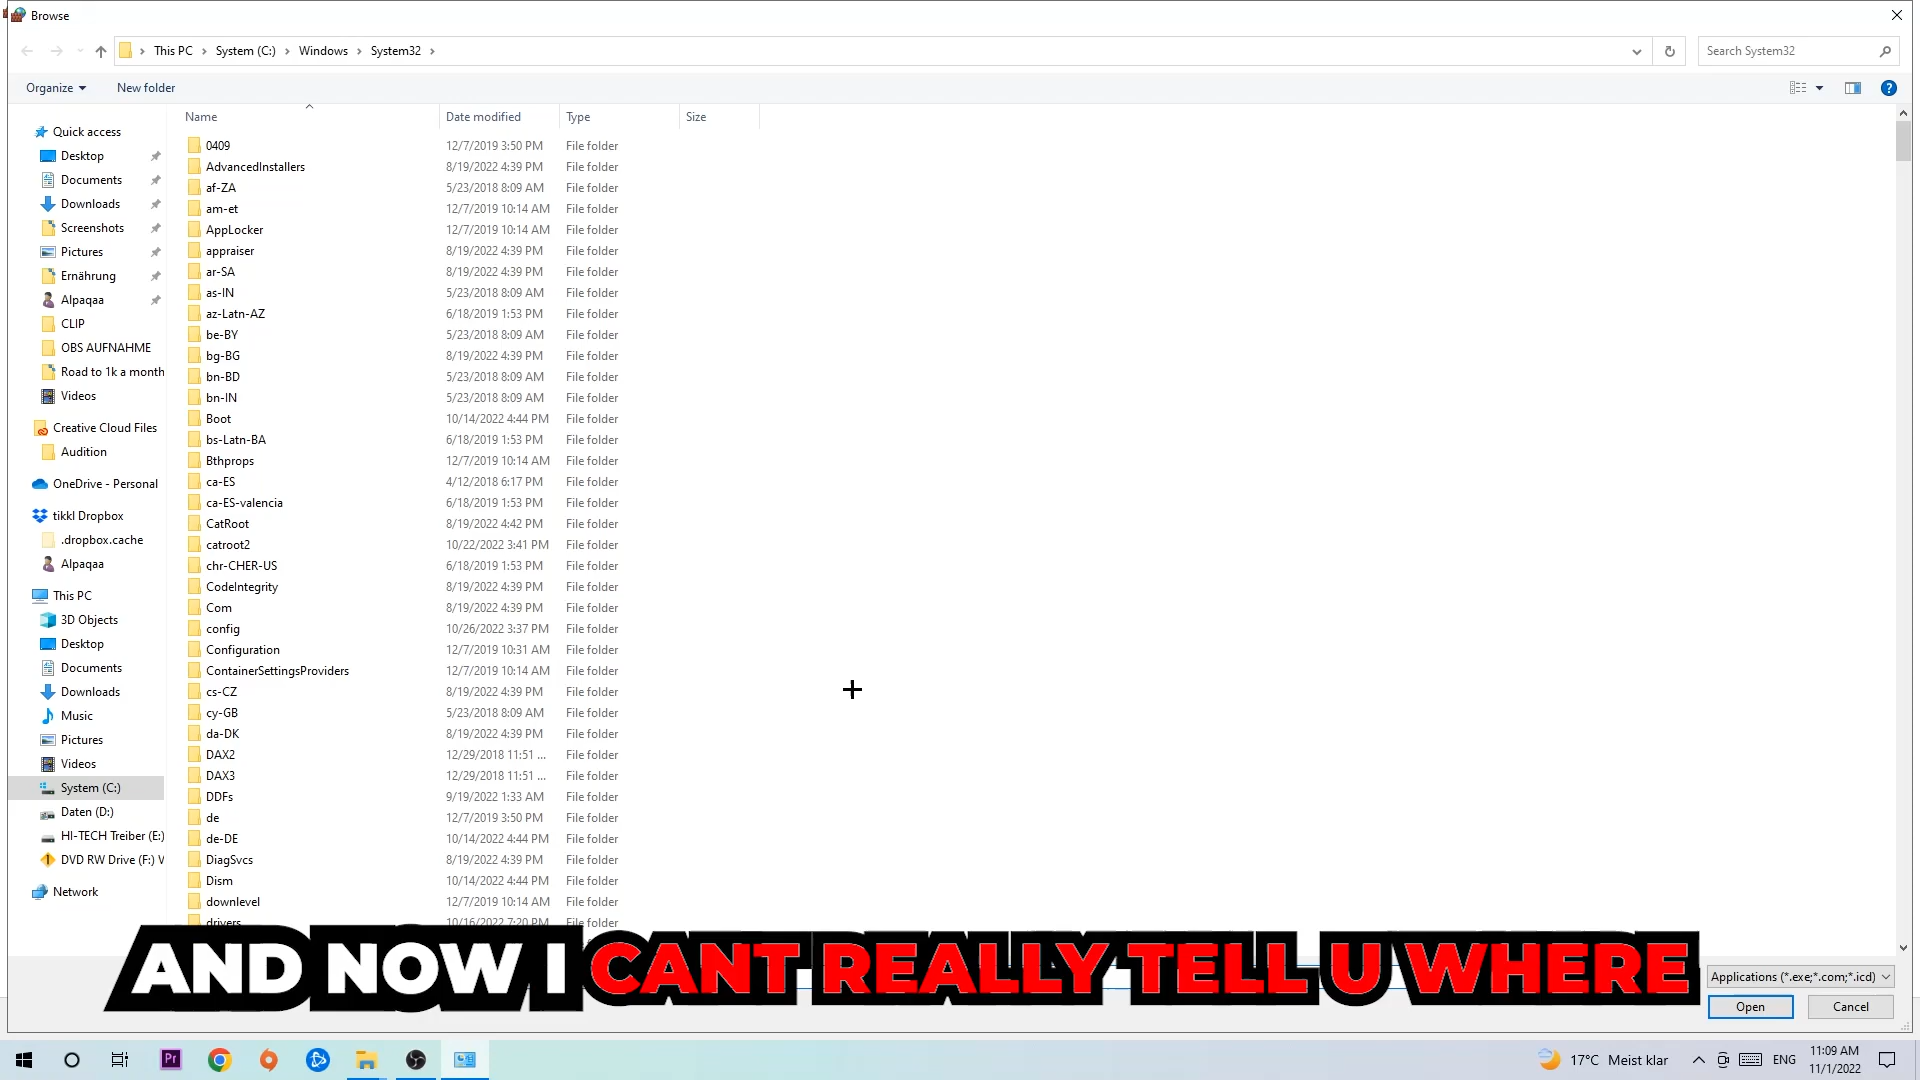 Browse
This PC > System (C:) > Windows > System32 >
Search System32
Organize
New folder
Name Date modified Type Size
Quick access
Desktop
Documents
Downloads
Screenshots
Pictures
Ernährung
Alpaqaa
CLIP
OBS AUFNAHME
Road to 1k a month
Videos
Creative Cloud Files
Audition
OneDrive - Personal
tikkl Dropbox
.dropbox.cache
Alpaqaa
This PC
3D Objects
Desktop
Documents
Downloads
Music
Pictures
Videos
System (C:)
Daten (D:)
HI-TECH Treiber (E:)
DVD RW Drive (F:) V
Network
0409 12/7/2019 3:50 PM File folder
AdvancedInstallers 8/19/2022 4:39 PM File folder
af-ZA 5/23/2018 8:09 AM File folder
am-et 12/7/2019 10:14 AM File folder
AppLocker 12/7/2019 10:14 AM File folder
appraiser 8/19/2022 4:39 PM File folder
ar-SA 8/19/2022 4:39 PM File folder
as-IN 5/23/2018 8:09 AM File folder
az-Latn-AZ 6/18/2019 1:53 PM File folder
be-BY 5/23/2018 8:09 AM File folder
bg-BG 8/19/2022 4:39 PM File folder
bn-BD 5/23/2018 8:09 AM File folder
bn-IN 5/23/2018 8:09 AM File folder
Boot 10/14/2022 4:44 PM File folder
bs-Latn-BA 6/18/2019 1:53 PM File folder
Bthprops 12/7/2019 10:14 AM File folder
ca-ES 4/12/2018 6:17 PM File folder
ca-ES-valencia 6/18/2019 1:53 PM File folder
CatRoot 8/19/2022 4:42 PM File folder
catroot2 10/22/2022 3:41 PM File folder
chr-CHER-US 6/18/2019 1:53 PM File folder
CodeIntegrity 8/19/2022 4:39 PM File folder
Com 8/19/2022 4:39 PM File folder
config 10/26/2022 3:37 PM File folder
Configuration 12/7/2019 10:31 AM File folder
ContainerSettingsProviders 12/7/2019 10:14 AM File folder
cs-CZ 8/19/2022 4:39 PM File folder
cy-GB 5/23/2018 8:09 AM File folder
da-DK 8/19/2022 4:39 PM File folder
DAX2 12/29/2018 11:51 ... File folder
DAX3 12/29/2018 11:51 ... File folder
DDFs 9/19/2022 1:33 AM File folder
de 12/7/2019 3:50 PM File folder
de-DE 10/14/2022 4:44 PM File folder
DiagSvcs 8/19/2022 4:39 PM File folder
Dism 10/14/2022 4:44 PM File folder
downlevel 12/7/2019 10:14 AM File folder
drivers 10/16/2022 7:20 PM File folder
AND NOW I CANT REALLY TELL U WHERE
Applications (*.exe;*.com;*.icd)
Open Cancel
Pr
17°C Meist klar
ENG
11:09 AM
11/1/2022